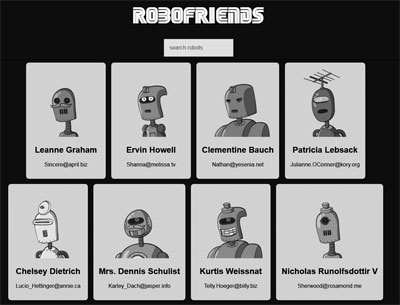 ROBOFRIENDS
search robots
Leanne Graham
Sincere@april.biz
Ervin Howell
Shanna@melissa.tv
Clementine Bauch
Nathan@yesenia.net
Patricia Lebsack
Julianne.OConner@kory.org
Chelsey Dietrich
Lucio_Hettinger@annie.ca
Mrs. Dennis Schulist
Karley_Dach@jasper.info
Kurtis Weissnat
Telly.Hoeger@billy.biz
Nicholas Runolfsdottir V
Sherwood@rosamond.me